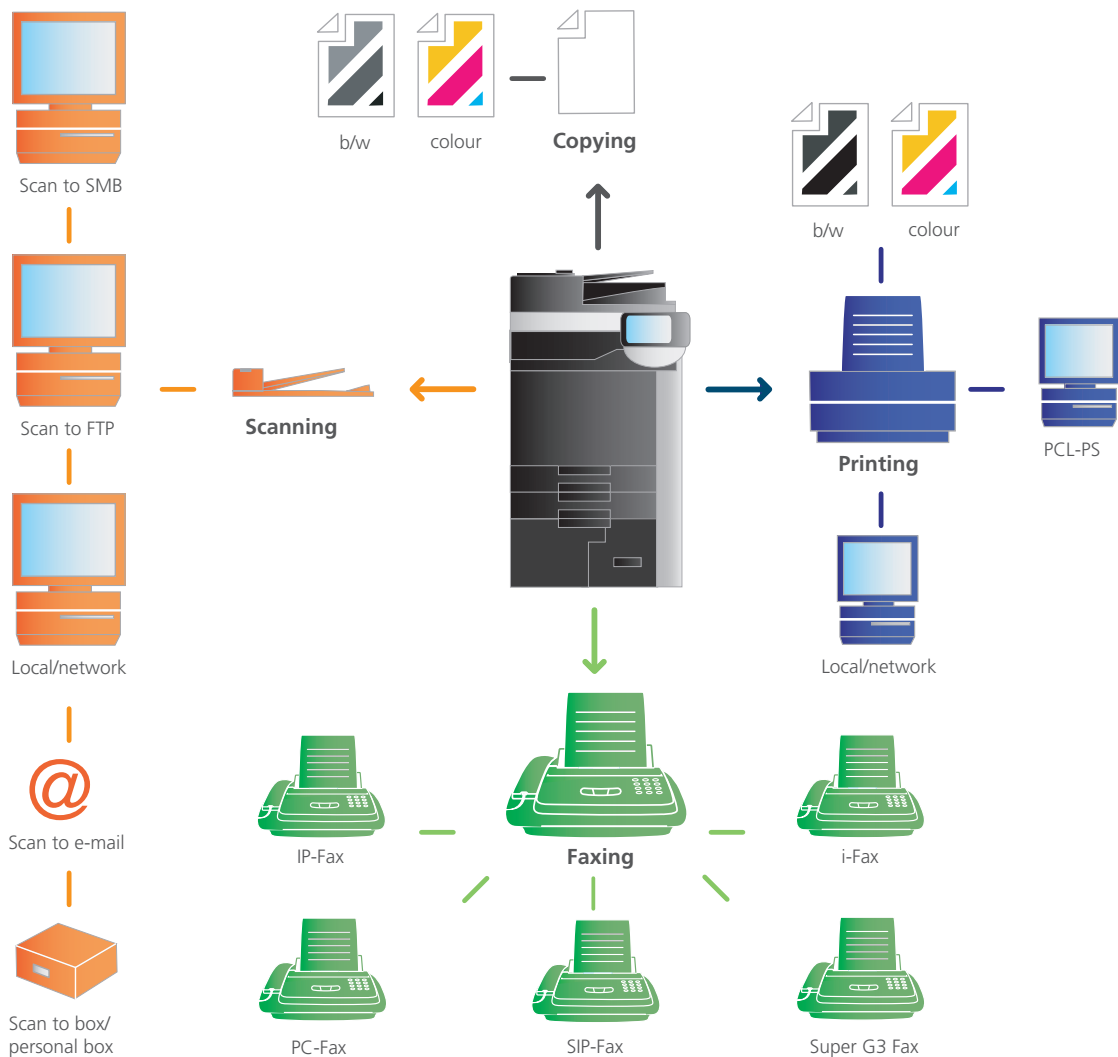 b/w
colour
Copying
Scan to SMB
b/w
colour
Scan to FTP
Scanning
Printing
PCL-PS
Local/network
Local/network
@
Scan to e-mail
IP-Fax
Faxing
i-Fax
Scan to box/
personal box
PC-Fax
SIP-Fax
Super G3 Fax